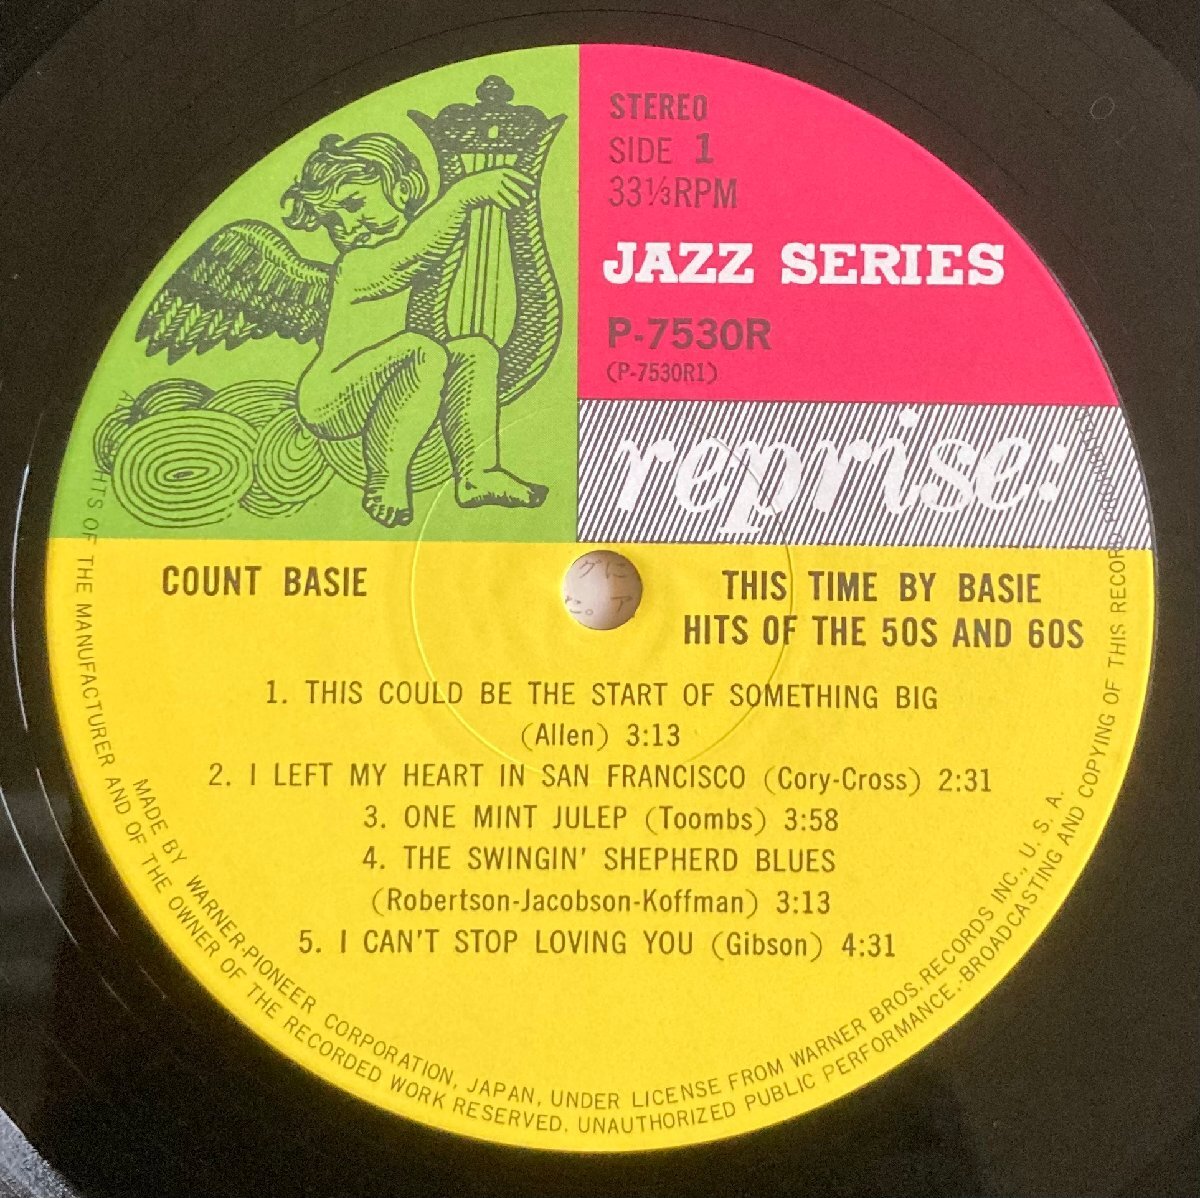 STEREO
SIDE 1
33⅓RPM
JAZZ SERIES
P-7530R
(P-7530R1)
reprise:
COUNT BASIE
THIS TIME BY BASIE
HITS OF THE 50S AND 60S
1. THIS COULD BE THE START OF SOMETHING BIG
(Allen) 3:13
2. I LEFT MY HEART IN SAN FRANCISCO (Cory-Cross) 2:31
3. ONE MINT JULEP (Toombs) 3:58
4. THE SWINGIN' SHEPHERD BLUES
(Robertson-Jacobson-Koffman) 3:13
5. I CAN'T STOP LOVING YOU (Gibson) 4:31
MADE BY WARNER-PIONEER CORPORATION, JAPAN, UNDER LICENSE FROM WARNER BROS. RECORDS INC., U. S. A.
RIGHTS OF THE MANUFACTURER AND OF THE OWNER OF THE RECORDED WORK RESERVED. UNAUTHORIZED PUBLIC PERFORMANCE, BROADCASTING AND COPYING OF THIS RECORD PROHIBITED